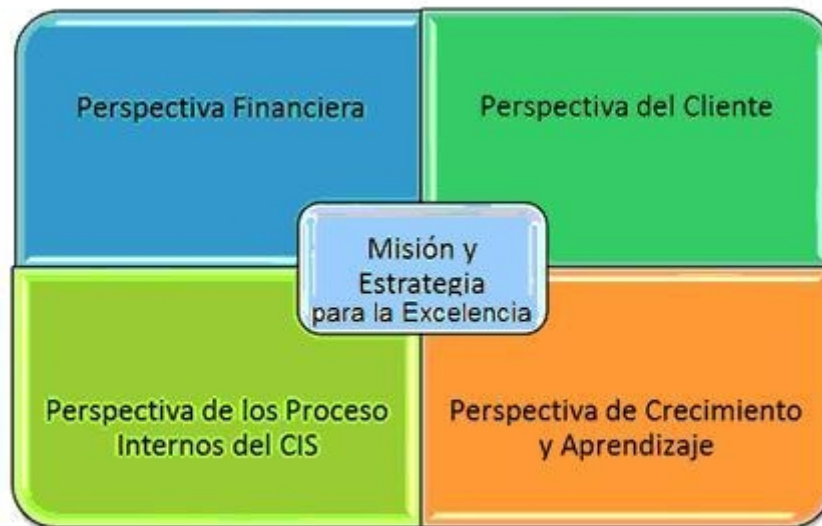 Perspectiva Financiera
Perspectiva del Cliente
Misión y
Estrategia
para la Excelencia
Perspectiva de los Proceso
Internos del CIS
Perspectiva de Crecimiento
y Aprendizaje